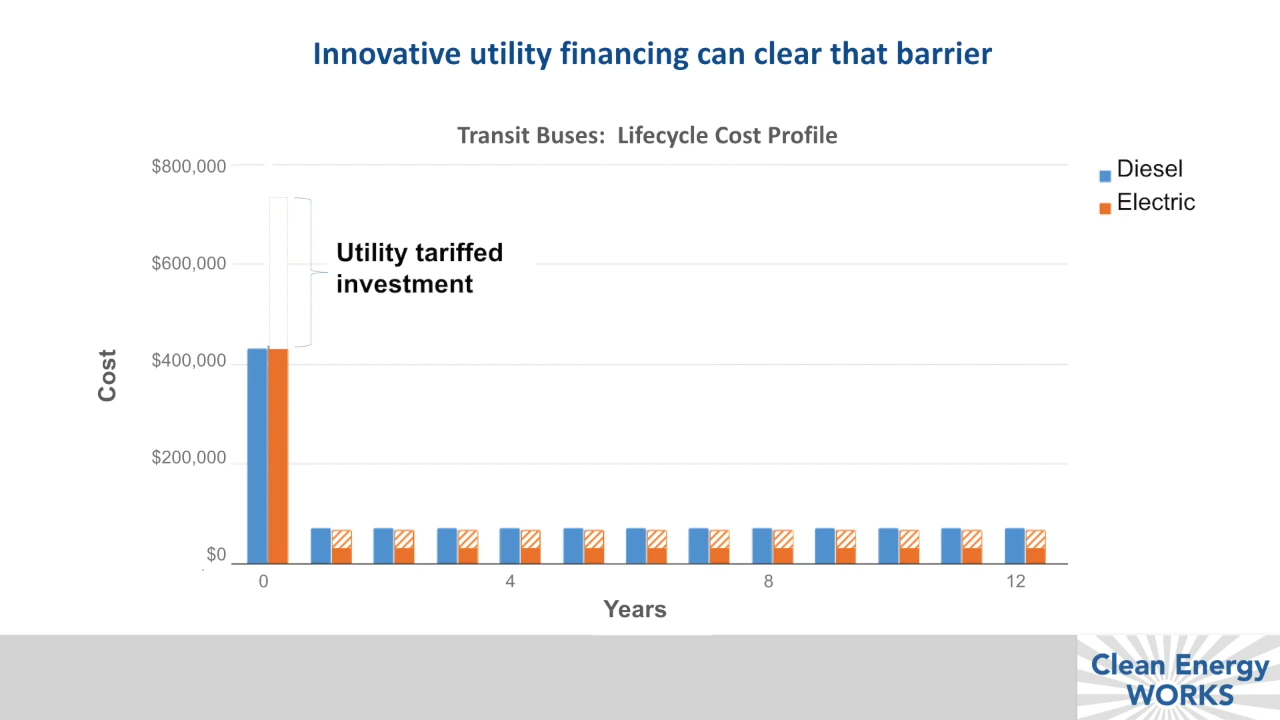 Innovative utility financing can clear that barrier
Transit Buses: Lifecycle Cost Profile
$800,000
$600,000
$400,000
$200,000
$0
Cost
Utility tariffed
investment
Diesel
Electric
0
4
8
12
Years
Clean Energy
WORKS